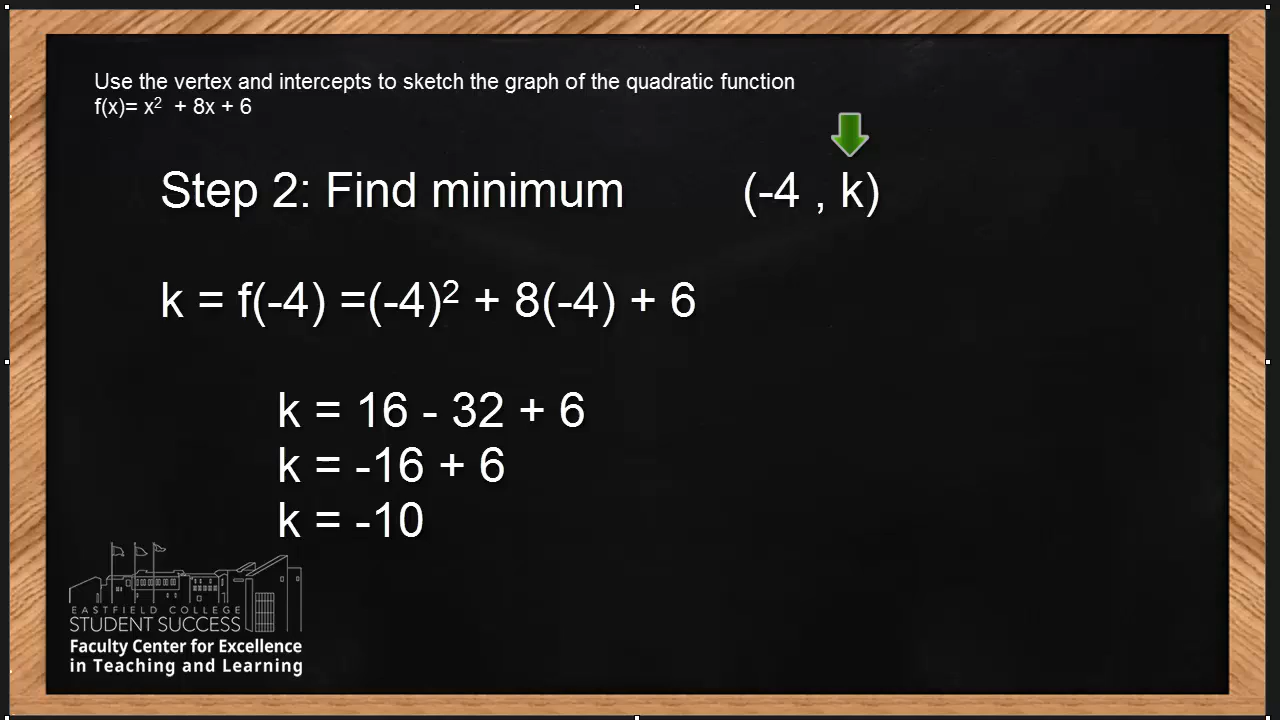 Use the vertex and intercepts to sketch the graph of the quadratic function
f(x)= x² + 8x + 6
Step 2: Find minimum (-4 , k)
k = f(-4) =(-4)² + 8(-4) + 6
k = 16 - 32 + 6
k = -16 + 6
k = -10
EASTFIELD COLLEGE
STUDENT SUCCESS
Faculty Center for Excellence
in Teaching and Learning